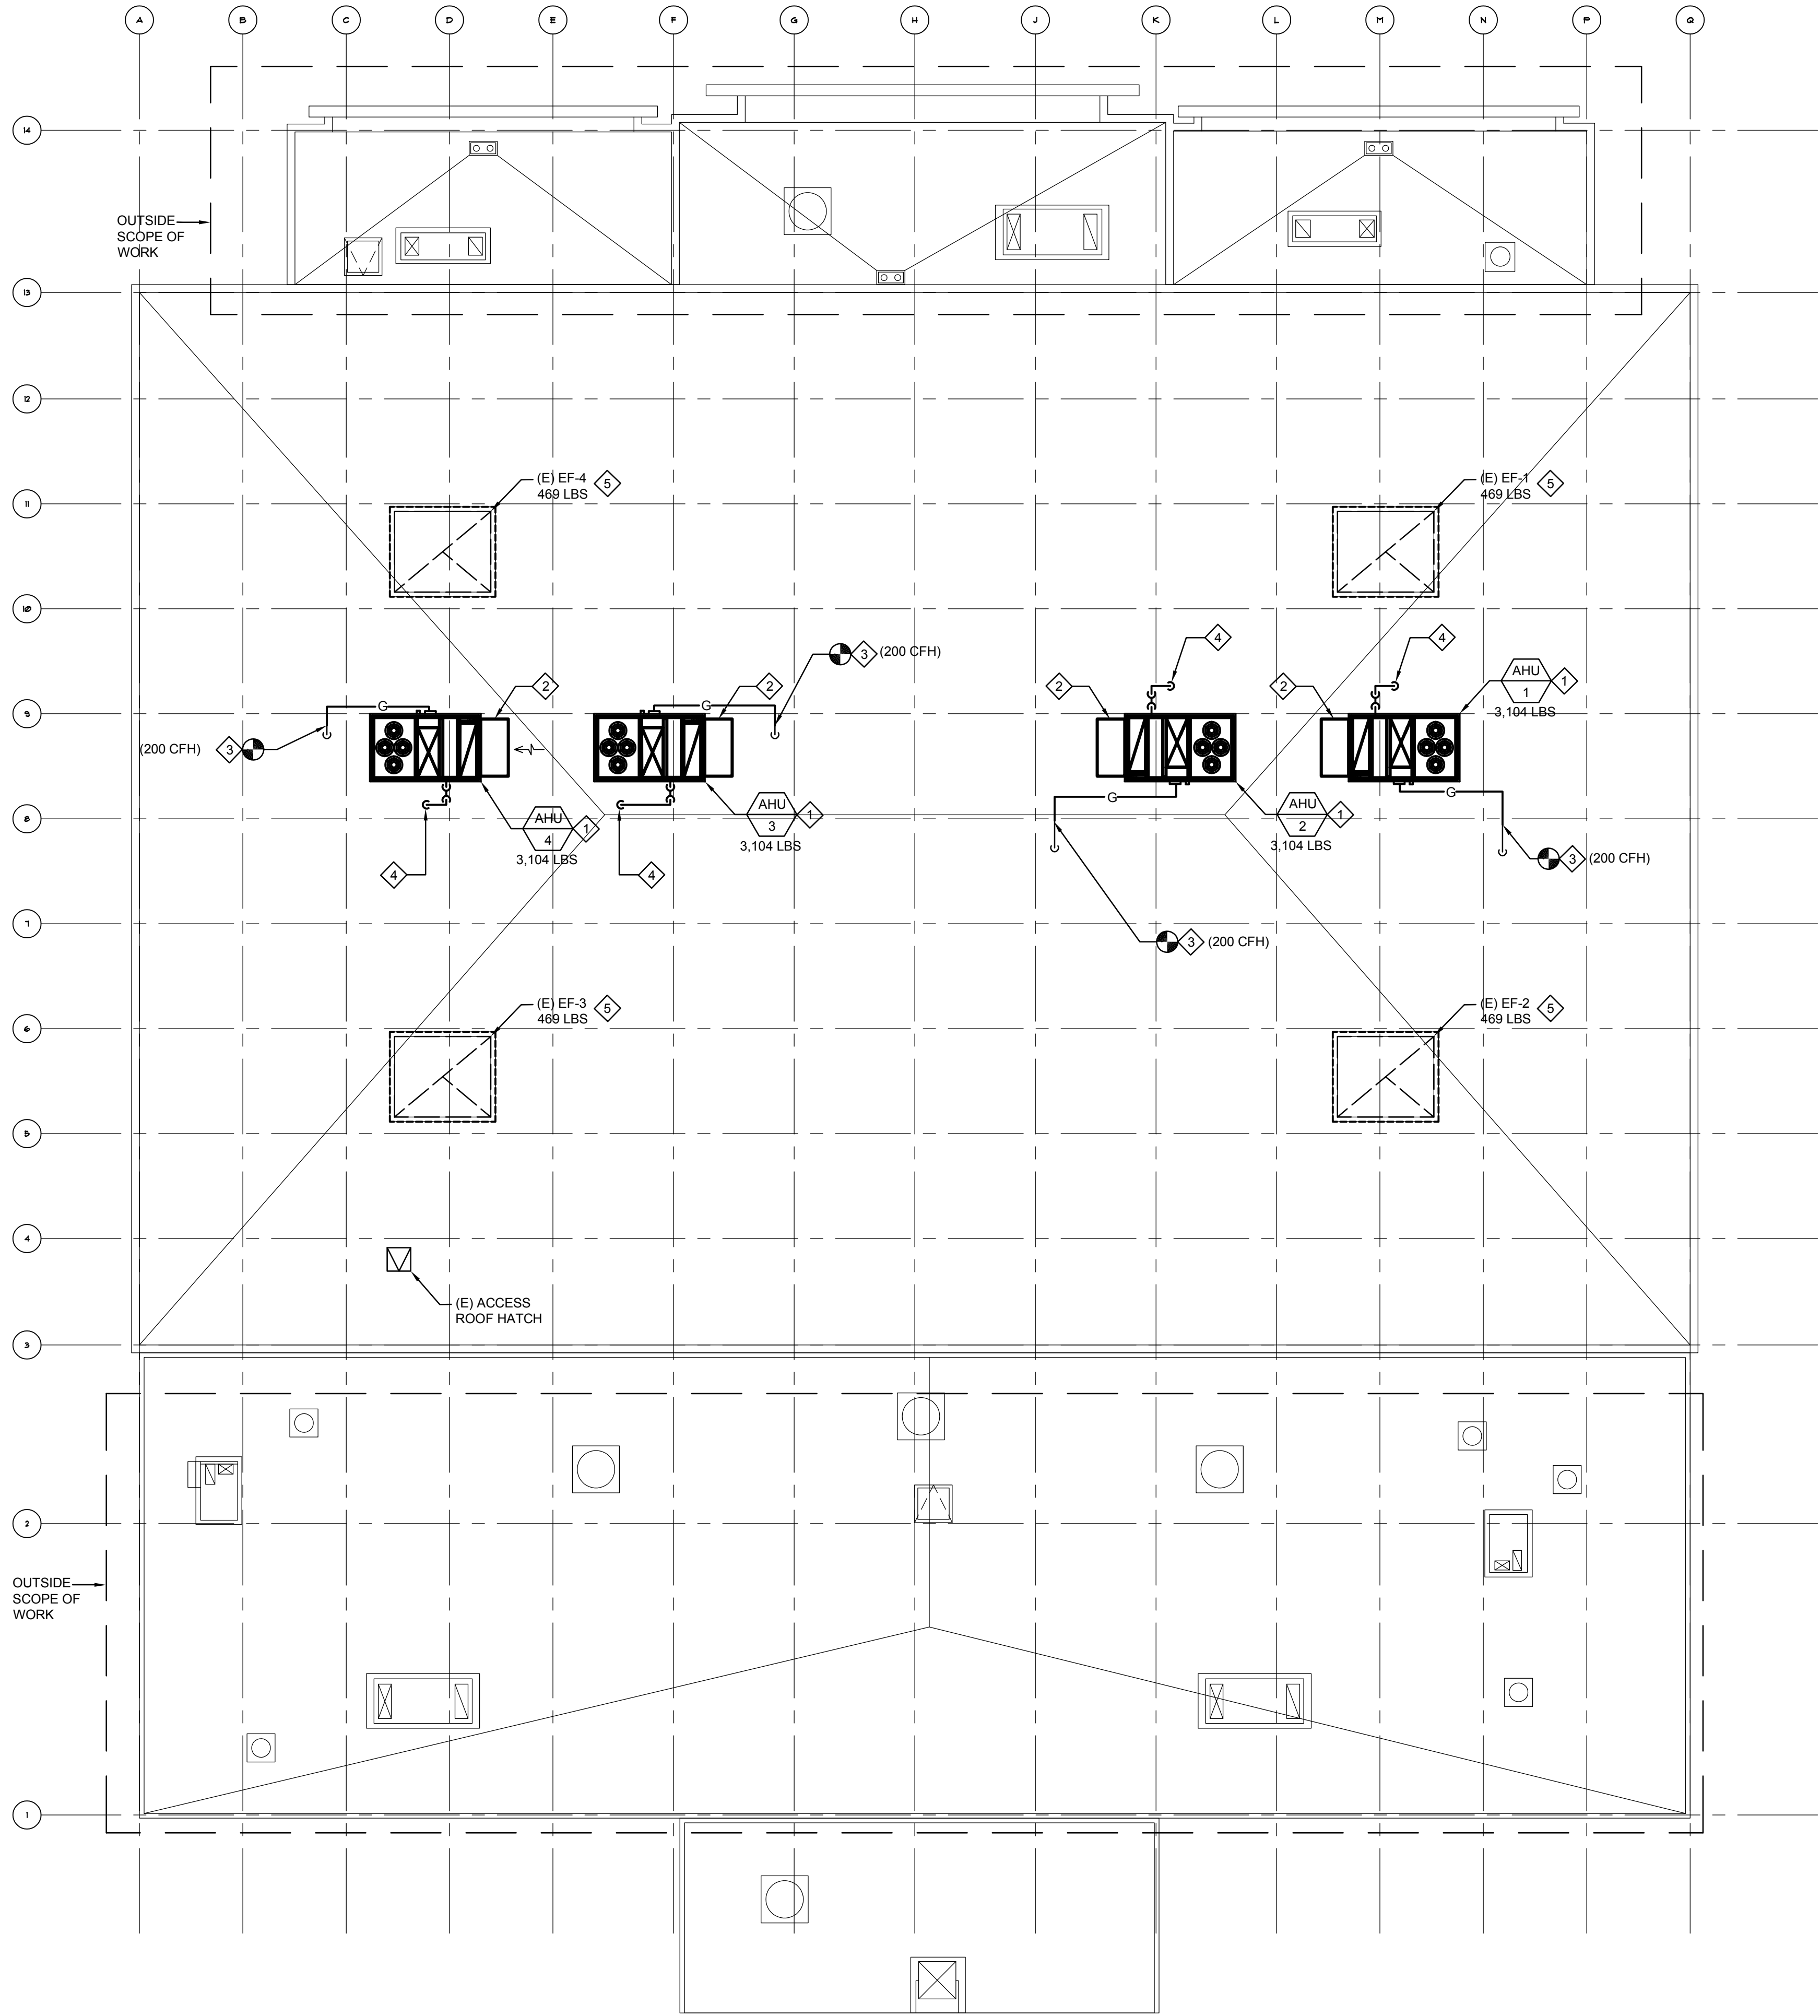 A
B
C
D
E
F
G
H
J
K
L
M
N
P
Q
14
OUTSIDE
SCOPE OF
WORK
13
12
(E) EF-4
469 LBS
5
(E) EF-1
469 LBS
5
11
10
3
(200 CFH)
4
4
2
2
2
2
AHU
1
1
3,104 LBS
9
G
G
(200 CFH)
3
G
G
8
AHU
4
1
3,104 LBS
AHU
3
1
3,104 LBS
AHU
2
1
3,104 LBS
3
(200 CFH)
4
4
7
3
(200 CFH)
(E) EF-3
469 LBS
5
(E) EF-2
469 LBS
5
6
5
4
(E) ACCESS
ROOF HATCH
3
2
OUTSIDE
SCOPE OF
WORK
1